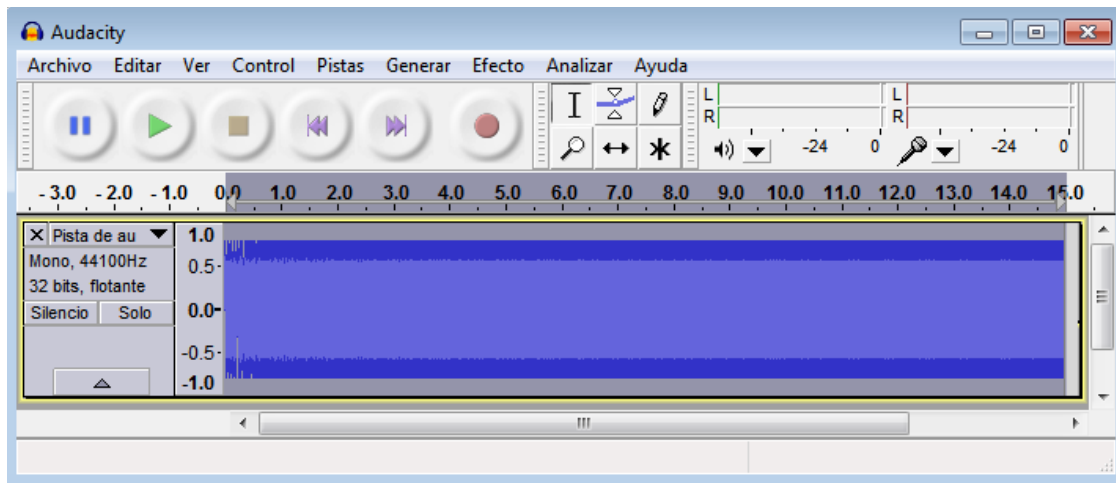 Audacity
Archivo Editar Ver Control Pistas Generar Efecto Analizar Ayuda
L L
R R
-24 0 -24 0
- 3.0 - 2.0 - 1.0 0.0 1.0 2.0 3.0 4.0 5.0 6.0 7.0 8.0 9.0 10.0 11.0 12.0 13.0 14.0 15.0
Pista de au 1.0
Mono, 44100Hz 0.5
32 bits, flotante
Silencio Solo 0.0
-0.5
-1.0